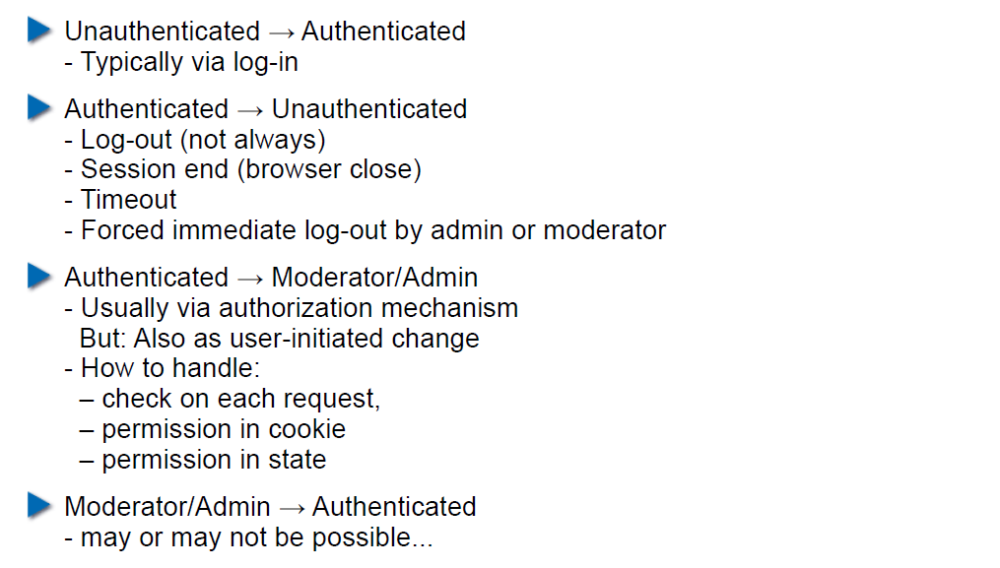 Unauthenticated → Authenticated
- Typically via log-in
Authenticated → Unauthenticated
- Log-out (not always)
- Session end (browser close)
- Timeout
- Forced immediate log-out by admin or moderator
Authenticated → Moderator/Admin
- Usually via authorization mechanism
But: Also as user-initiated change
- How to handle:
– check on each request,
– permission in cookie
– permission in state
Moderator/Admin → Authenticated
- may or may not be possible...